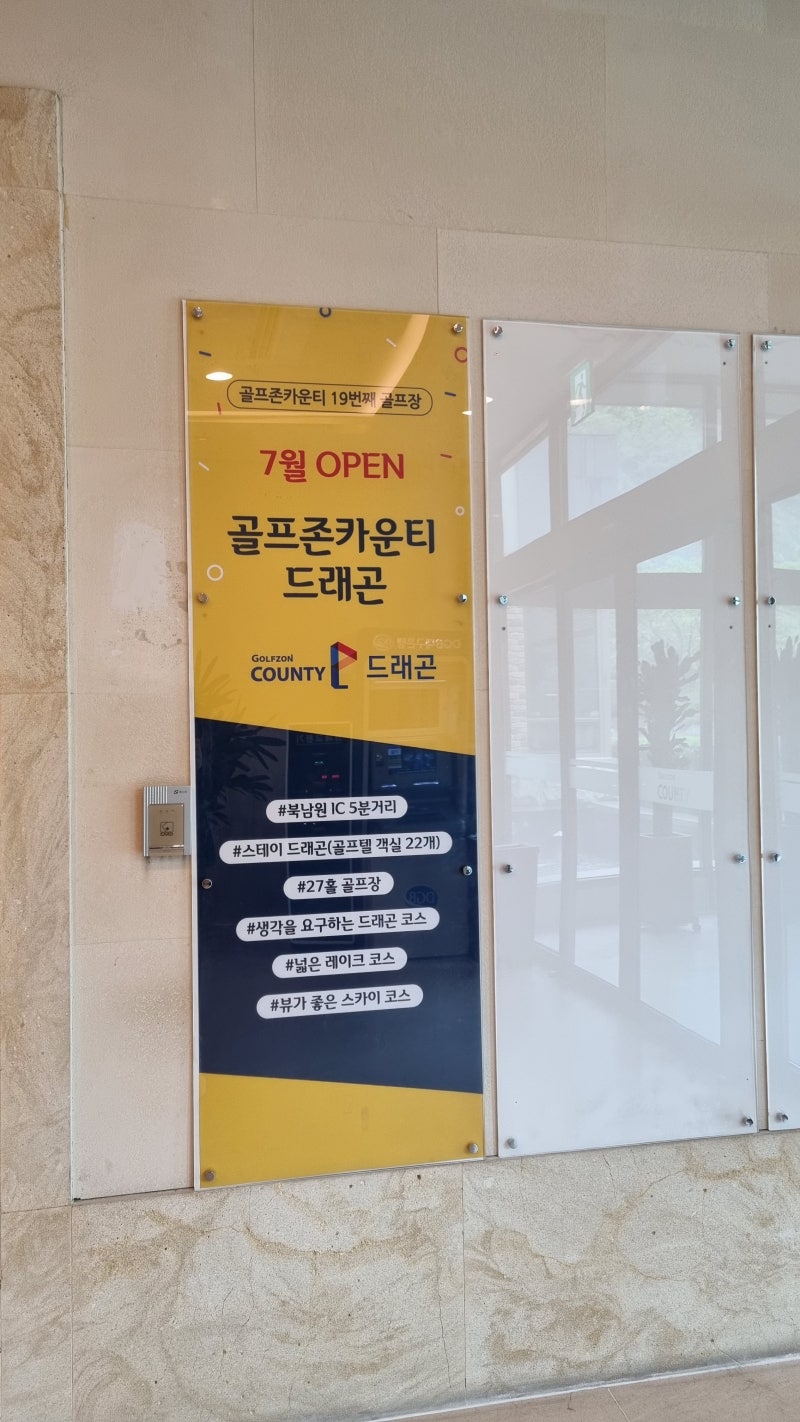 골프존카운티 19번째 골프장
7월 OPEN
골프존카운티
드래곤
GOLFZON
COUNTY 드래곤
#북남원 IC 5분거리
#스테이 드래곤(골프텔 객실 22개)
#27홀 골프장
#생각을 요구하는 드래곤 코스
#넓은 레이크 코스
#뷰가 좋은 스카이 코스